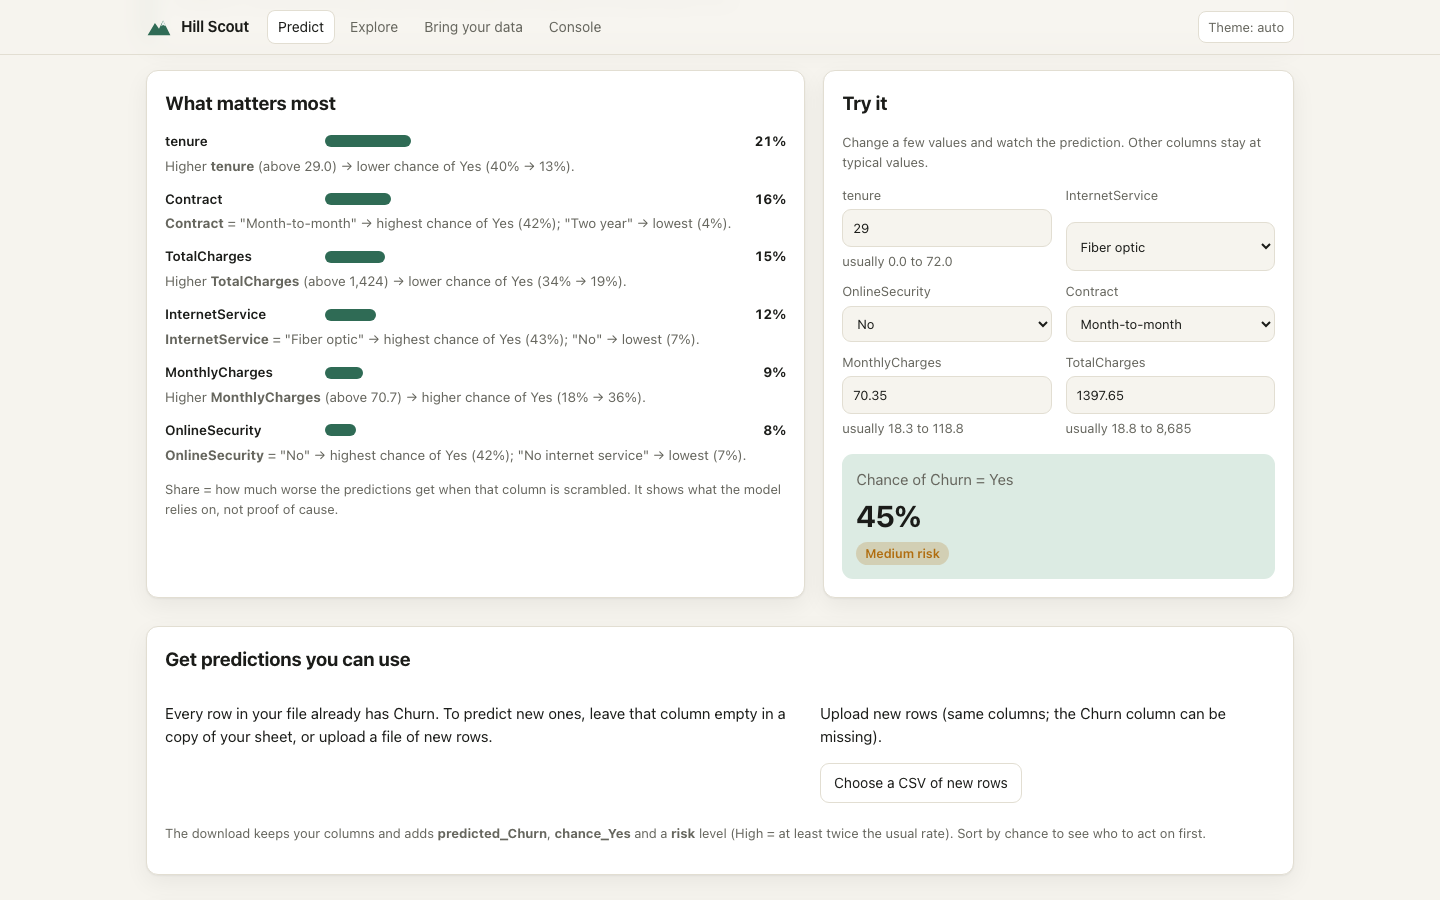 Hill Scout
Predict
Explore
Bring your data
Console
Theme: auto
What matters most
tenure
21%
Higher tenure (above 29.0) → lower chance of Yes (40% → 13%).
Contract
16%
Contract = "Month-to-month" → highest chance of Yes (42%); "Two year" → lowest (4%).
TotalCharges
15%
Higher TotalCharges (above 1,424) → lower chance of Yes (34% → 19%).
InternetService
12%
InternetService = "Fiber optic" → highest chance of Yes (43%); "No" → lowest (7%).
MonthlyCharges
9%
Higher MonthlyCharges (above 70.7) → higher chance of Yes (18% → 36%).
OnlineSecurity
8%
OnlineSecurity = "No" → highest chance of Yes (42%); "No internet service" → lowest (7%).
Share = how much worse the predictions get when that column is scrambled. It shows what the model
relies on, not proof of cause.
Try it
Change a few values and watch the prediction. Other columns stay at
typical values.
tenure
29
usually 0.0 to 72.0
InternetService
Fiber optic
OnlineSecurity
No
Contract
Month-to-month
MonthlyCharges
70.35
usually 18.3 to 118.8
TotalCharges
1397.65
usually 18.8 to 8,685
Chance of Churn = Yes
45%
Medium risk
Get predictions you can use
Every row in your file already has Churn. To predict new ones, leave that column empty in a
copy of your sheet, or upload a file of new rows.
Upload new rows (same columns; the Churn column can be
missing).
Choose a CSV of new rows
The download keeps your columns and adds predicted_Churn, chance_Yes and a risk level (High = at least twice the usual rate). Sort by chance to see who to act on first.